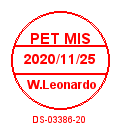 PET MIS
2020/11/25
W.Leonardo
DS-03386-20